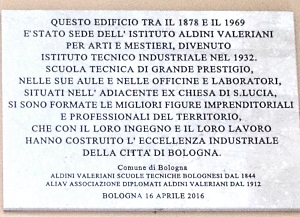 QUESTO EDIFICIO TRA IL 1878 E IL 1969
E'STATO SEDE DELL' ISTITUTO ALDINI VALERIANI
PER ARTI E MESTIERI, DIVENUTO
ISTITUTO TECNICO INDUSTRIALE NEL 1932.
SCUOLA TECNICA DI GRANDE PRESTIGIO,
NELLE SUE AULE E NELLE OFFICINE E LABORATORI,
SITUATI NELL' ADIACENTE EX CHIESA DI S.LUCIA,
SI SONO FORMATE LE MIGLIORI FIGURE IMPRENDITORIALI
E PROFESSIONALI DEL TERRITORIO,
CHE CON IL LORO INGEGNO E IL LORO LAVORO
HANNO COSTRUITO L' ECCELLENZA INDUSTRIALE
DELLA CITTA' DI BOLOGNA.
Comune di Bologna
ALDINI VALERIANI SCUOLE TECNICHE BOLOGNESI DAL 1844
ALIAV ASSOCIAZIONE DIPLOMATI ALDINI VALERIANI DAL 1912
BOLOGNA 16 APRILE 2016